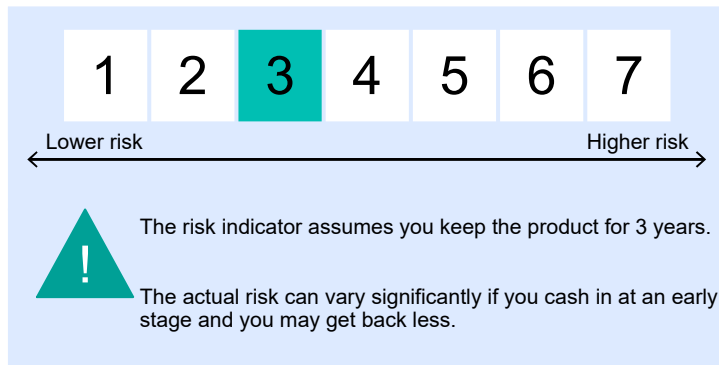 1 2 3 4 5 6 7
Lower risk Higher risk
!
The risk indicator assumes you keep the product for 3 years.
The actual risk can vary significantly if you cash in at an early
stage and you may get back less.